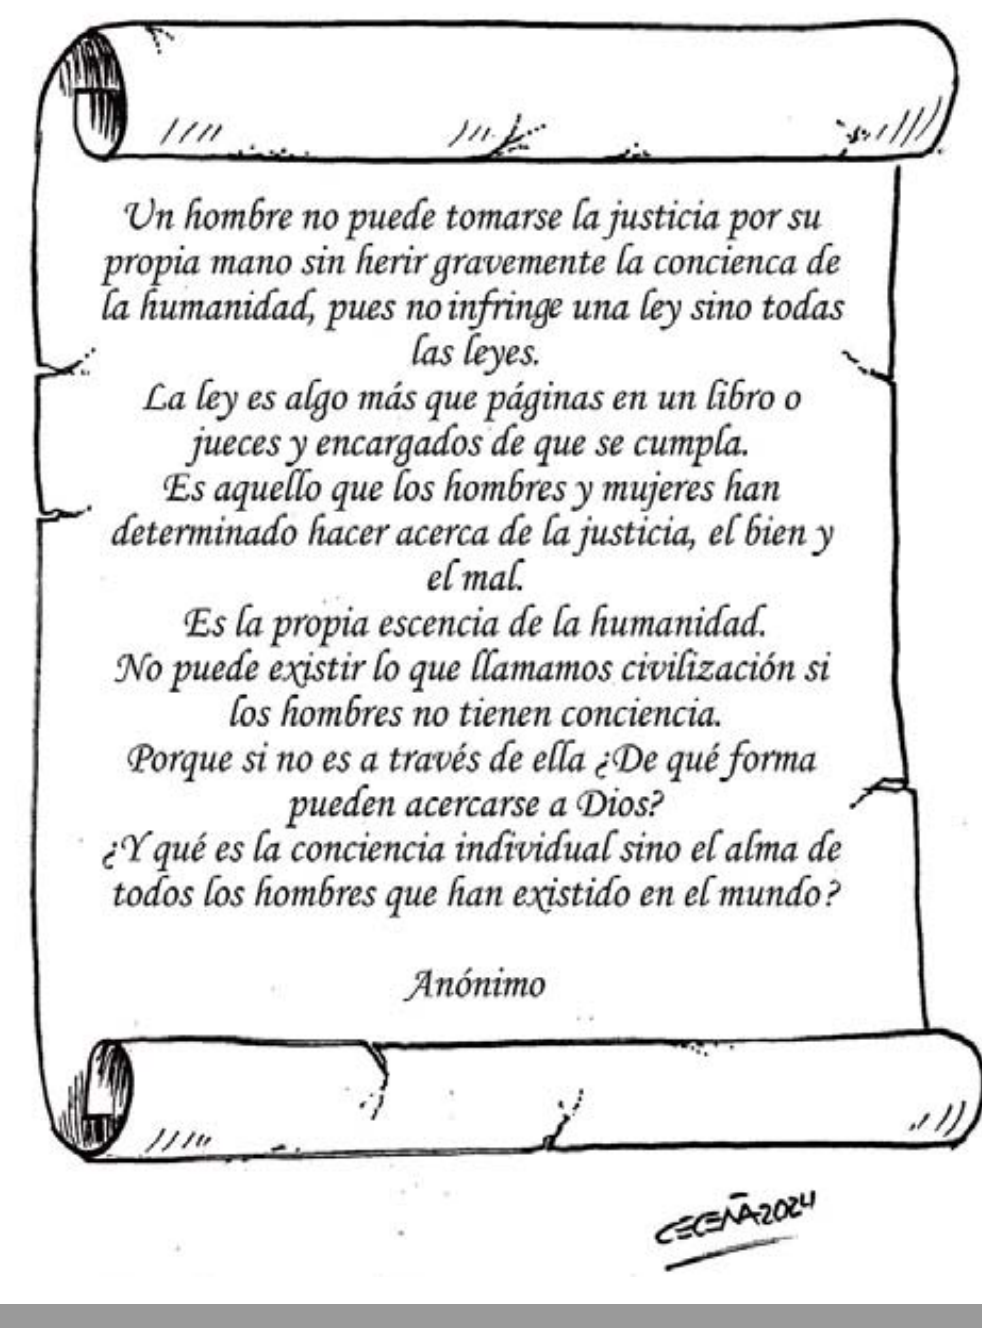 Un hombre no puede tomarse la justicia por su
propia mano sin herir gravemente la concienca de
la humanidad, pues no infringe una ley sino todas
las leyes.
La ley es algo más que páginas en un libro o
jueces y encargados de que se cumpla.
Es aquello que los hombres y mujeres han
determinado hacer acerca de la justicia, el bien y
el mal.
Es la propia escencia de la humanidad.
No puede existir lo que llamamos civilización si
los hombres no tienen conciencia.
Porque si no es a través de ella ¿De qué forma
pueden acercarse a Dios?
¿Y qué es la conciencia individual sino el alma de
todos los hombres que han existido en el mundo?
Anónimo
CECEÑA2024